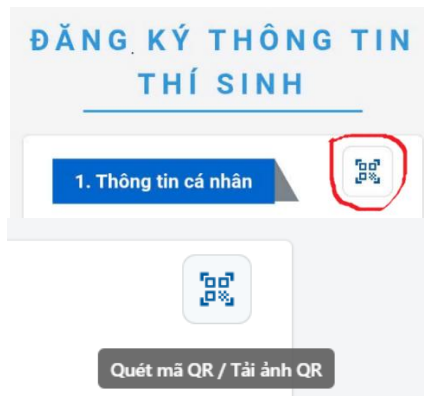 ĐĂNG KÝ THÔNG TIN
THÍ SINH
1. Thông tin cá nhân
Quét mã QR / Tải ảnh QR